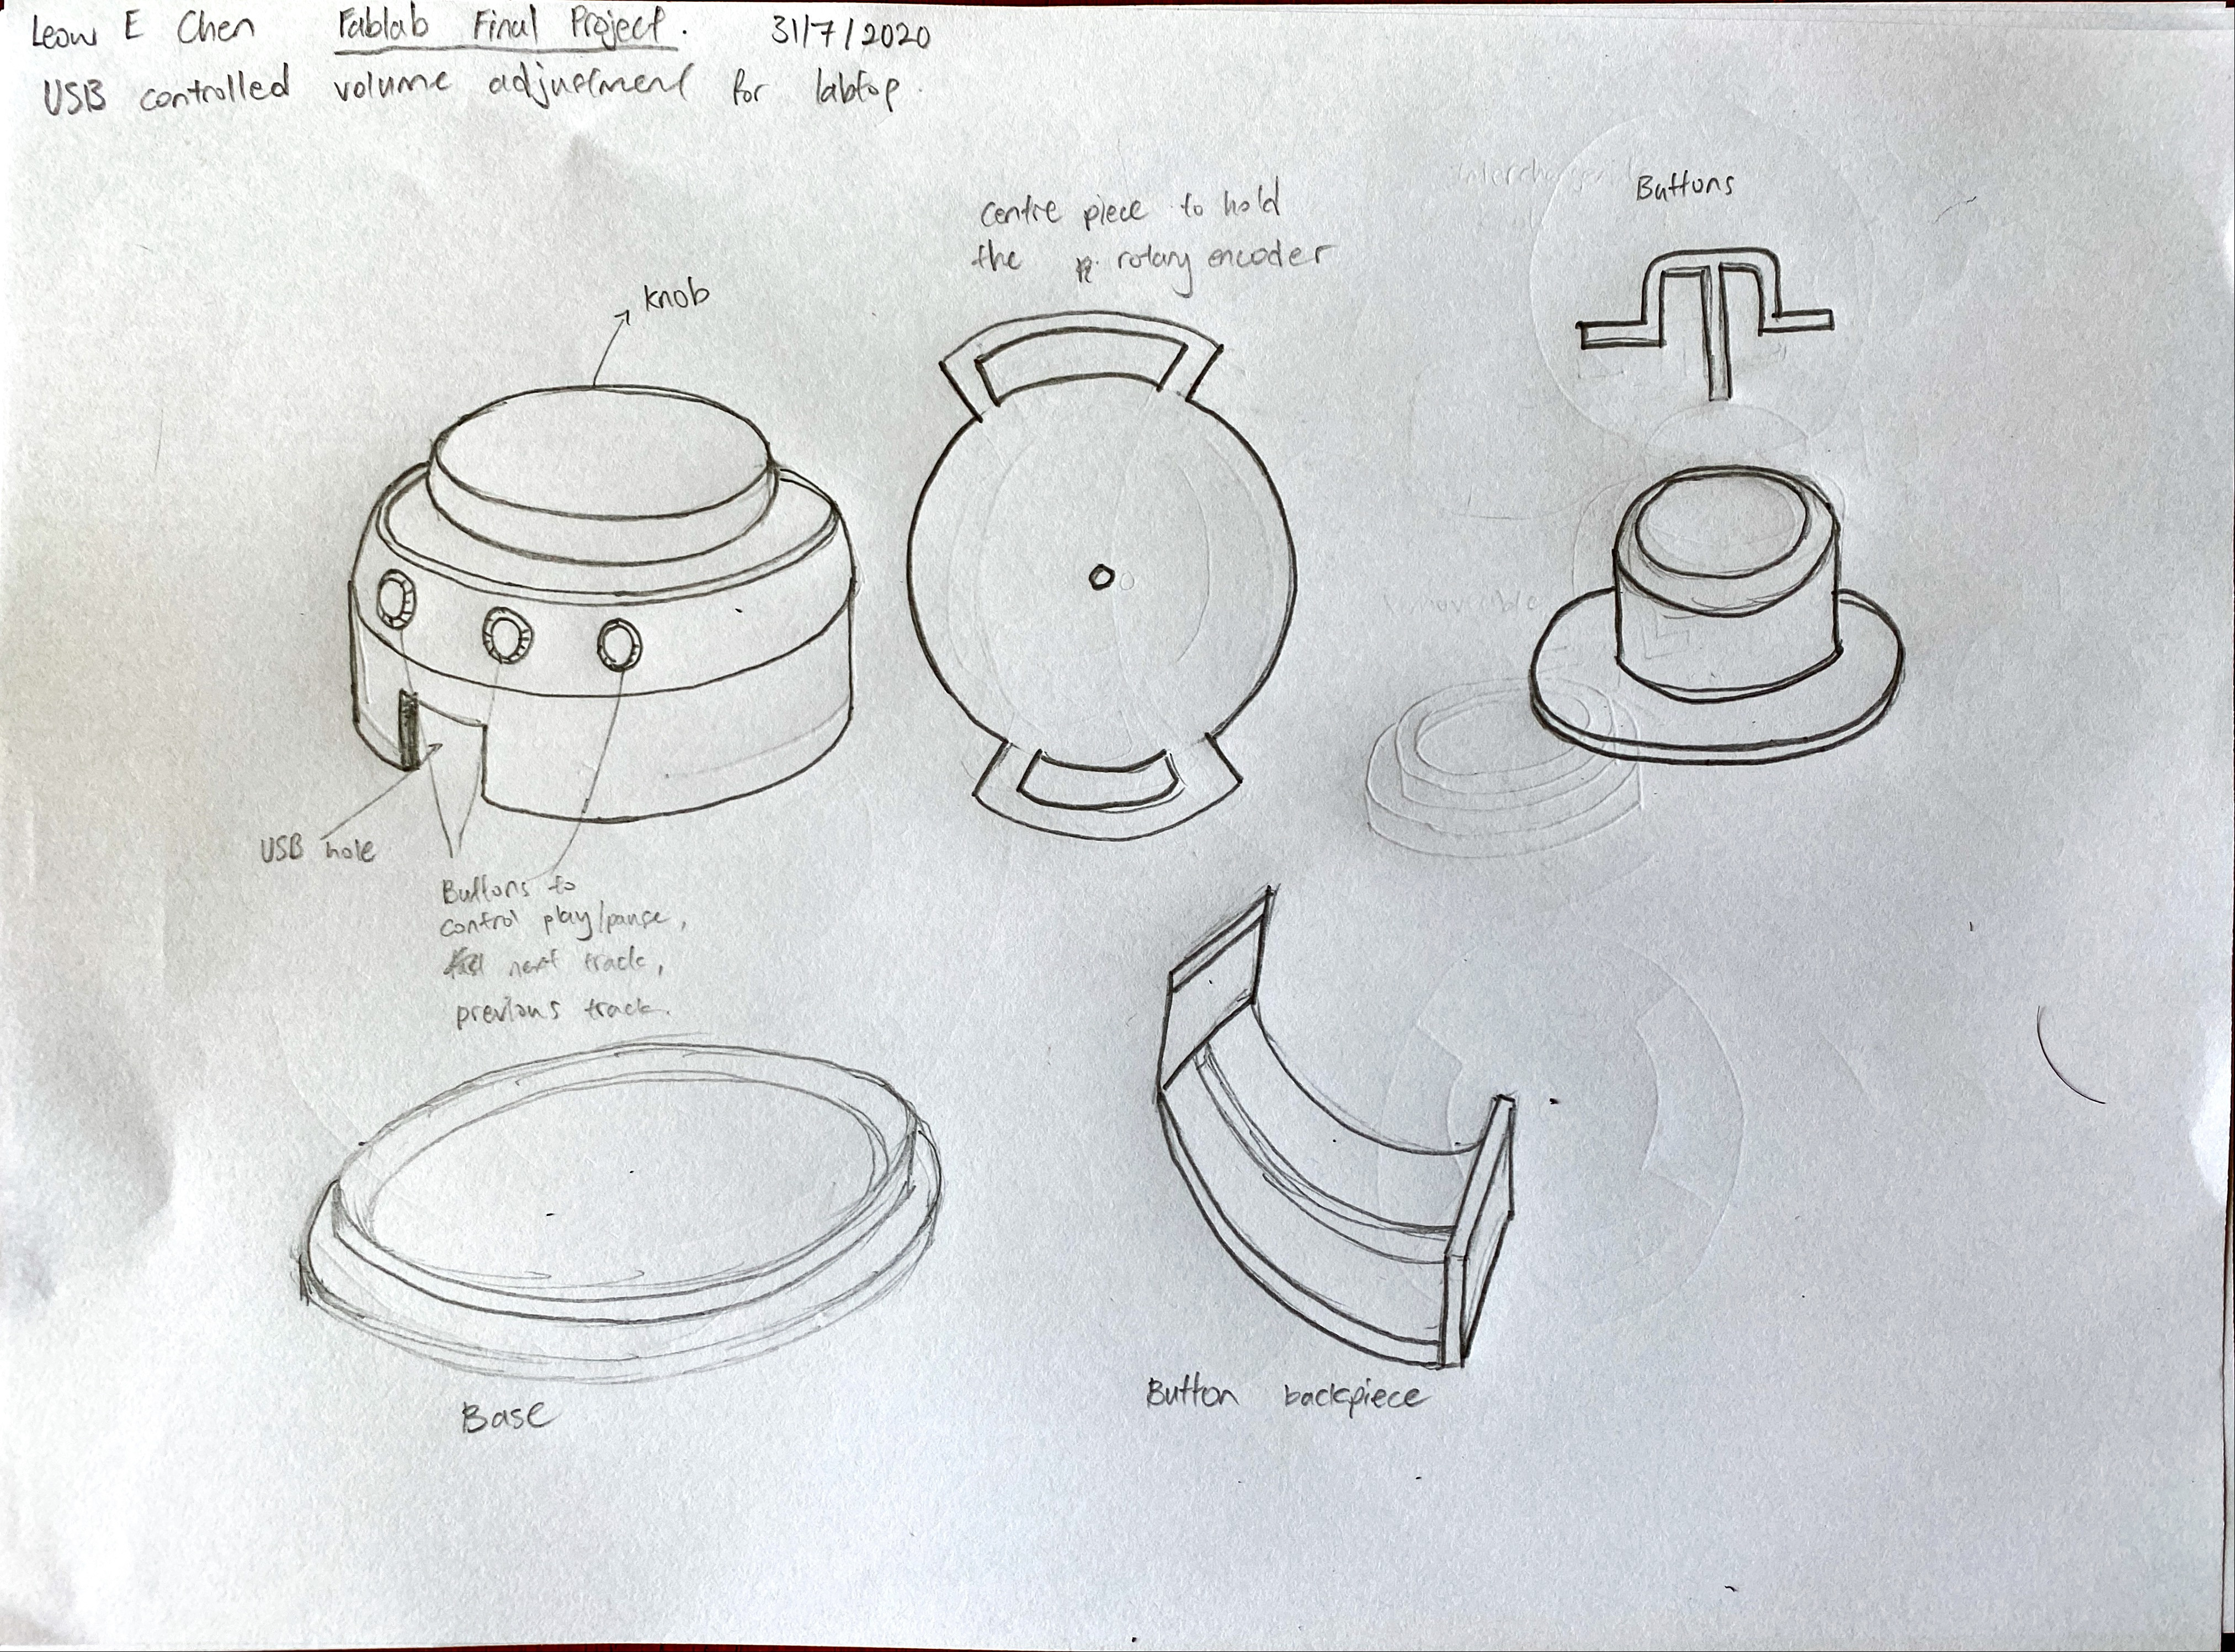 Leow E Chen Fablab Final Project. 31/7/2020
USB controlled volume adjustment for labtop.
Knob
Centre piece to hold
the rotary encoder
Buttons
USB hole
Buttons to
control play/pause,
next track,
previous track.
Base
Button backpiece